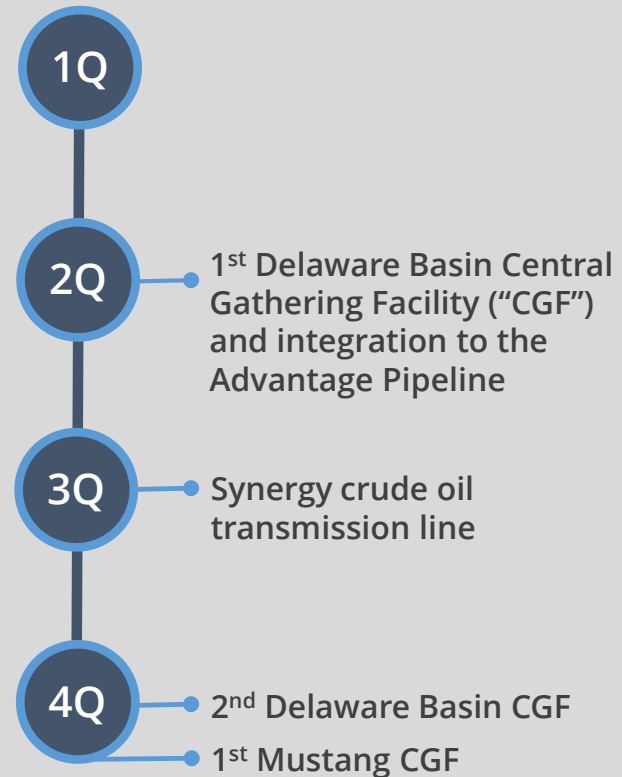 1Q
2Q
1st Delaware Basin Central
Gathering Facility (“CGF”)
and integration to the
Advantage Pipeline
3Q
Synergy crude oil
transmission line
4Q
2nd Delaware Basin CGF
1st Mustang CGF